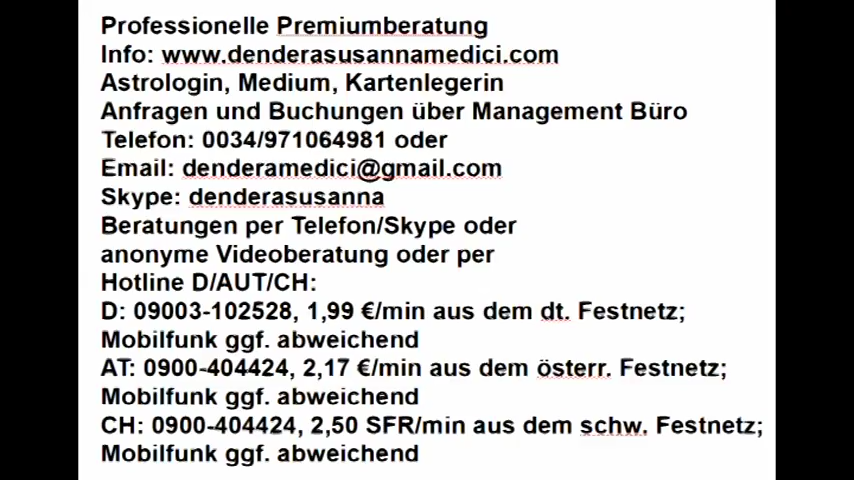 Professionelle Premiumberatung
Info: www.denderasusannamedici.com
Astrologin, Medium, Kartenlegerin
Anfragen und Buchungen über Management Büro
Telefon: 0034/971064981 oder
Email: denderamedici@gmail.com
Skype: denderasusanna
Beratungen per Telefon/Skype oder
anonyme Videoberatung oder per
Hotline D/AUT/CH:
D: 09003-102528, 1,99 €/min aus dem dt. Festnetz;
Mobilfunk ggf. abweichend
AT: 0900-404424, 2,17 €/min aus dem österr. Festnetz;
Mobilfunk ggf. abweichend
CH: 0900-404424, 2,50 SFR/min aus dem schw. Festnetz;
Mobilfunk ggf. abweichend